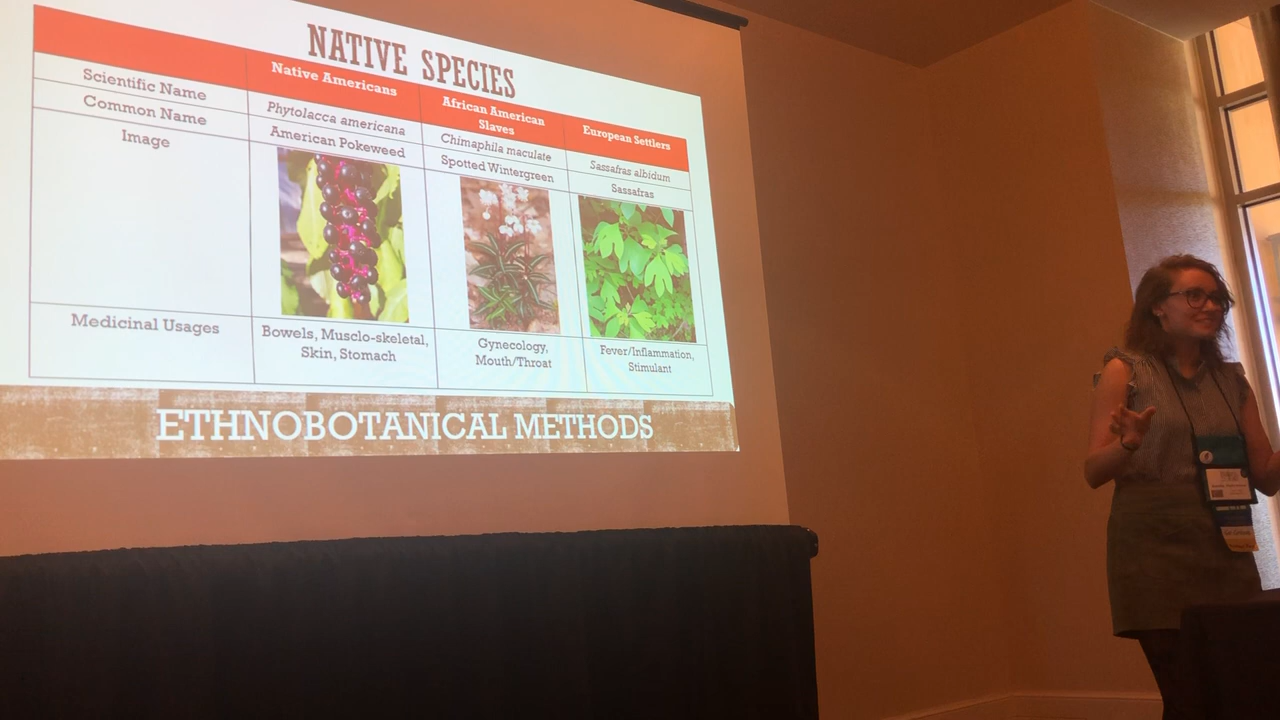 NATIVE SPECIES
Native Americans
African American
Slaves
European Settlers
Scientific Name
Phytolacca americana
Chimaphila maculate
Sassafras albidum
Common Name
American Pokeweed
Spotted Wintergreen
Sassafras
Image
Medicinal Usages
Bowels, Musclo-skeletal,
Skin, Stomach
Gynecology,
Mouth/Throat
Fever/Inflammation,
Stimulant
ETHNOBOTANICAL METHODS